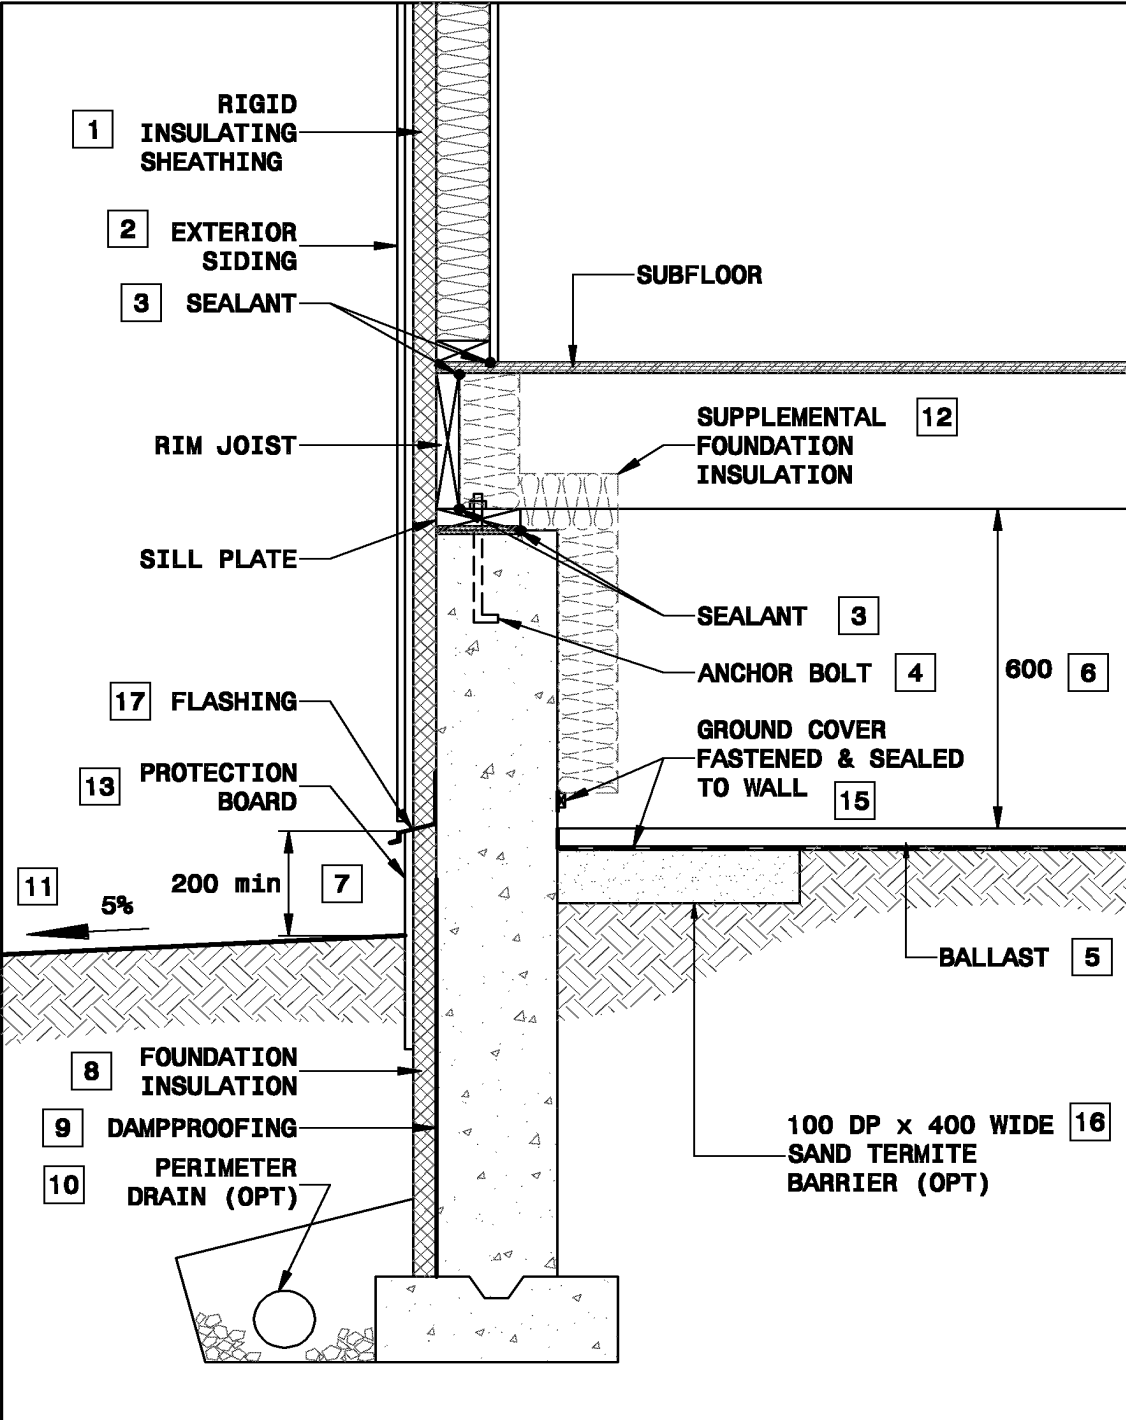 RIGID
1 INSULATING
SHEATHING
2 EXTERIOR
SIDING
3 SEALANT
SUBFLOOR
SUPPLEMENTAL 12
FOUNDATION
INSULATION
RIM JOIST
SILL PLATE
SEALANT 3
ANCHOR BOLT 4
600 6
17 FLASHING
GROUND COVER
FASTENED & SEALED
TO WALL 15
13 PROTECTION
BOARD
200 min 7
11
5%
BALLAST 5
8 FOUNDATION
INSULATION
9 DAMPPROOFING
10 PERIMETER
DRAIN (OPT)
100 DP x 400 WIDE 16
SAND TERMITE
BARRIER (OPT)